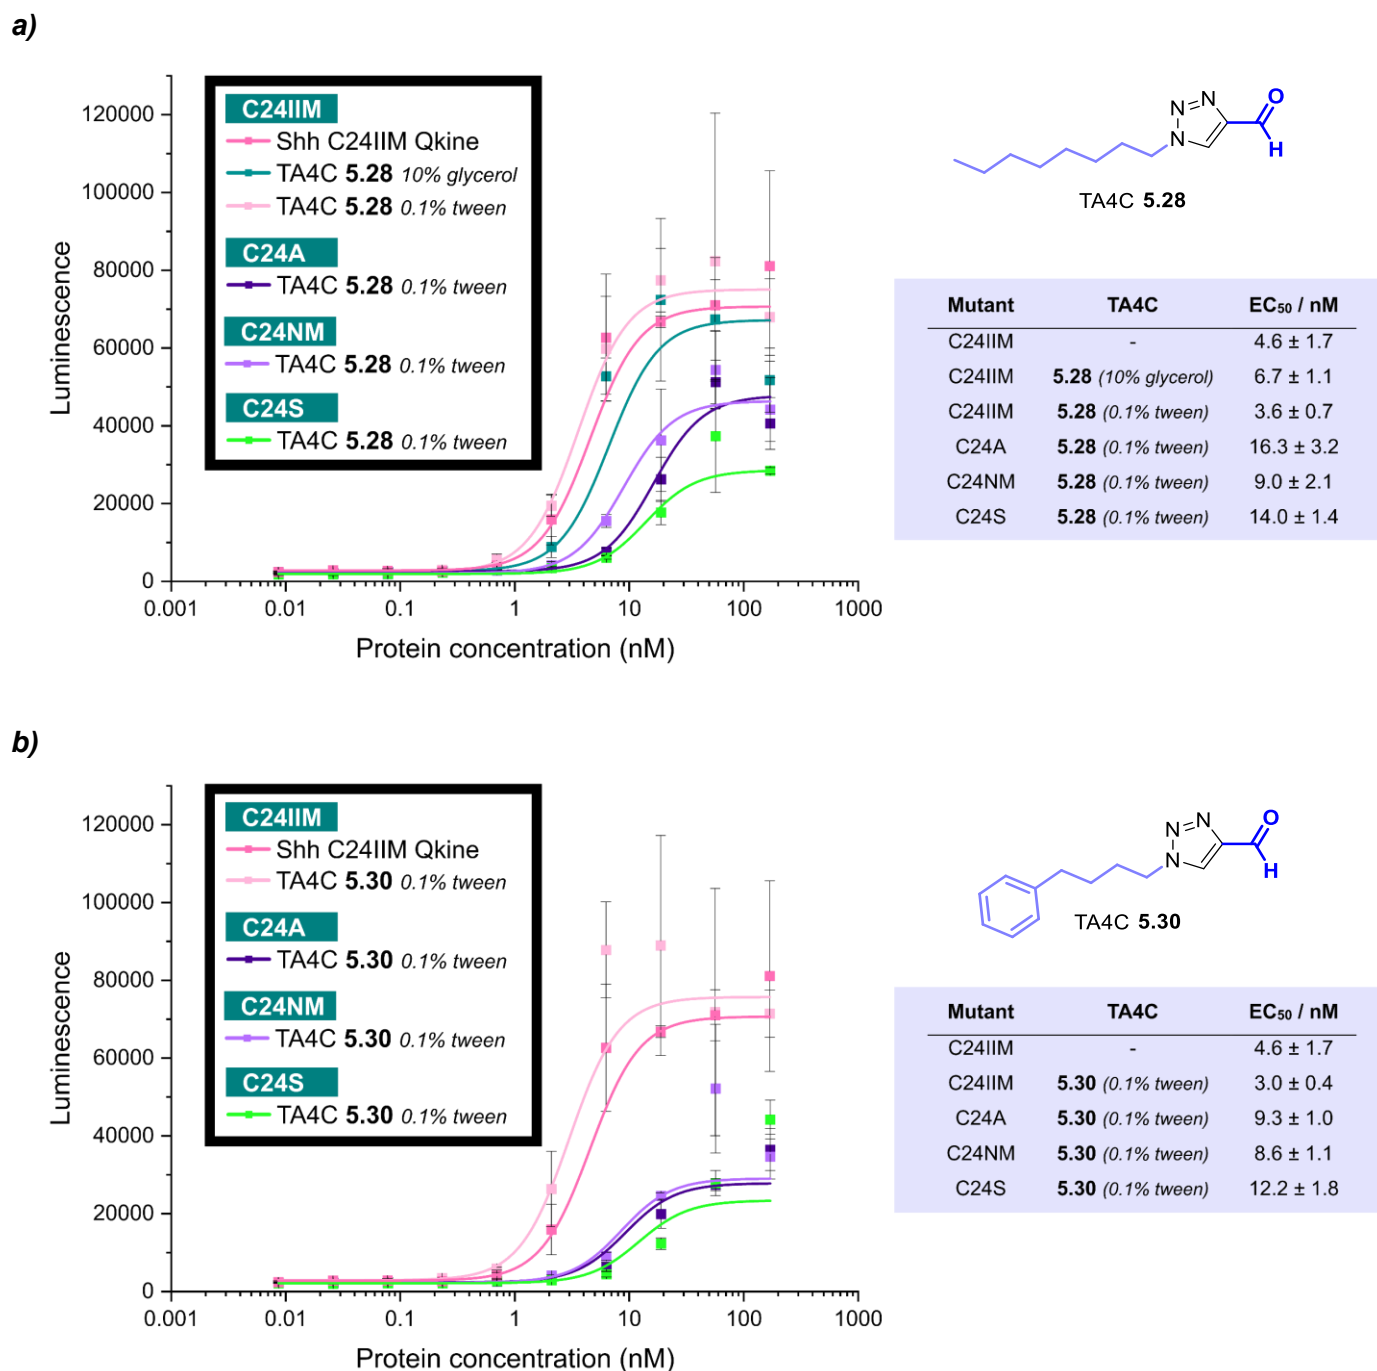 a)
120000
100000
80000
60000
40000
20000
0
Luminescence
0.001 0.01 0.1 1 10 100 1000
Protein concentration (nM)
C24IIM
Shh C24IIM Qkine
TA4C 5.28 10% glycerol
TA4C 5.28 0.1% tween
C24A
TA4C 5.28 0.1% tween
C24NM
TA4C 5.28 0.1% tween
C24S
TA4C 5.28 0.1% tween
N=N
N
O
H
TA4C 5.28
Mutant TA4C EC₅₀ / nM
C24IIM - 4.6 ± 1.7
C24IIM 5.28 (10% glycerol) 6.7 ± 1.1
C24IIM 5.28 (0.1% tween) 3.6 ± 0.7
C24A 5.28 (0.1% tween) 16.3 ± 3.2
C24NM 5.28 (0.1% tween) 9.0 ± 2.1
C24S 5.28 (0.1% tween) 14.0 ± 1.4
b)
120000
100000
80000
60000
40000
20000
0
Luminescence
0.001 0.01 0.1 1 10 100 1000
Protein concentration (nM)
C24IIM
Shh C24IIM Qkine
TA4C 5.30 0.1% tween
C24A
TA4C 5.30 0.1% tween
C24NM
TA4C 5.30 0.1% tween
C24S
TA4C 5.30 0.1% tween
N=N
N
O
H
TA4C 5.30
Mutant TA4C EC₅₀ / nM
C24IIM - 4.6 ± 1.7
C24IIM 5.30 (0.1% tween) 3.0 ± 0.4
C24A 5.30 (0.1% tween) 9.3 ± 1.0
C24NM 5.30 (0.1% tween) 8.6 ± 1.1
C24S 5.30 (0.1% tween) 12.2 ± 1.8